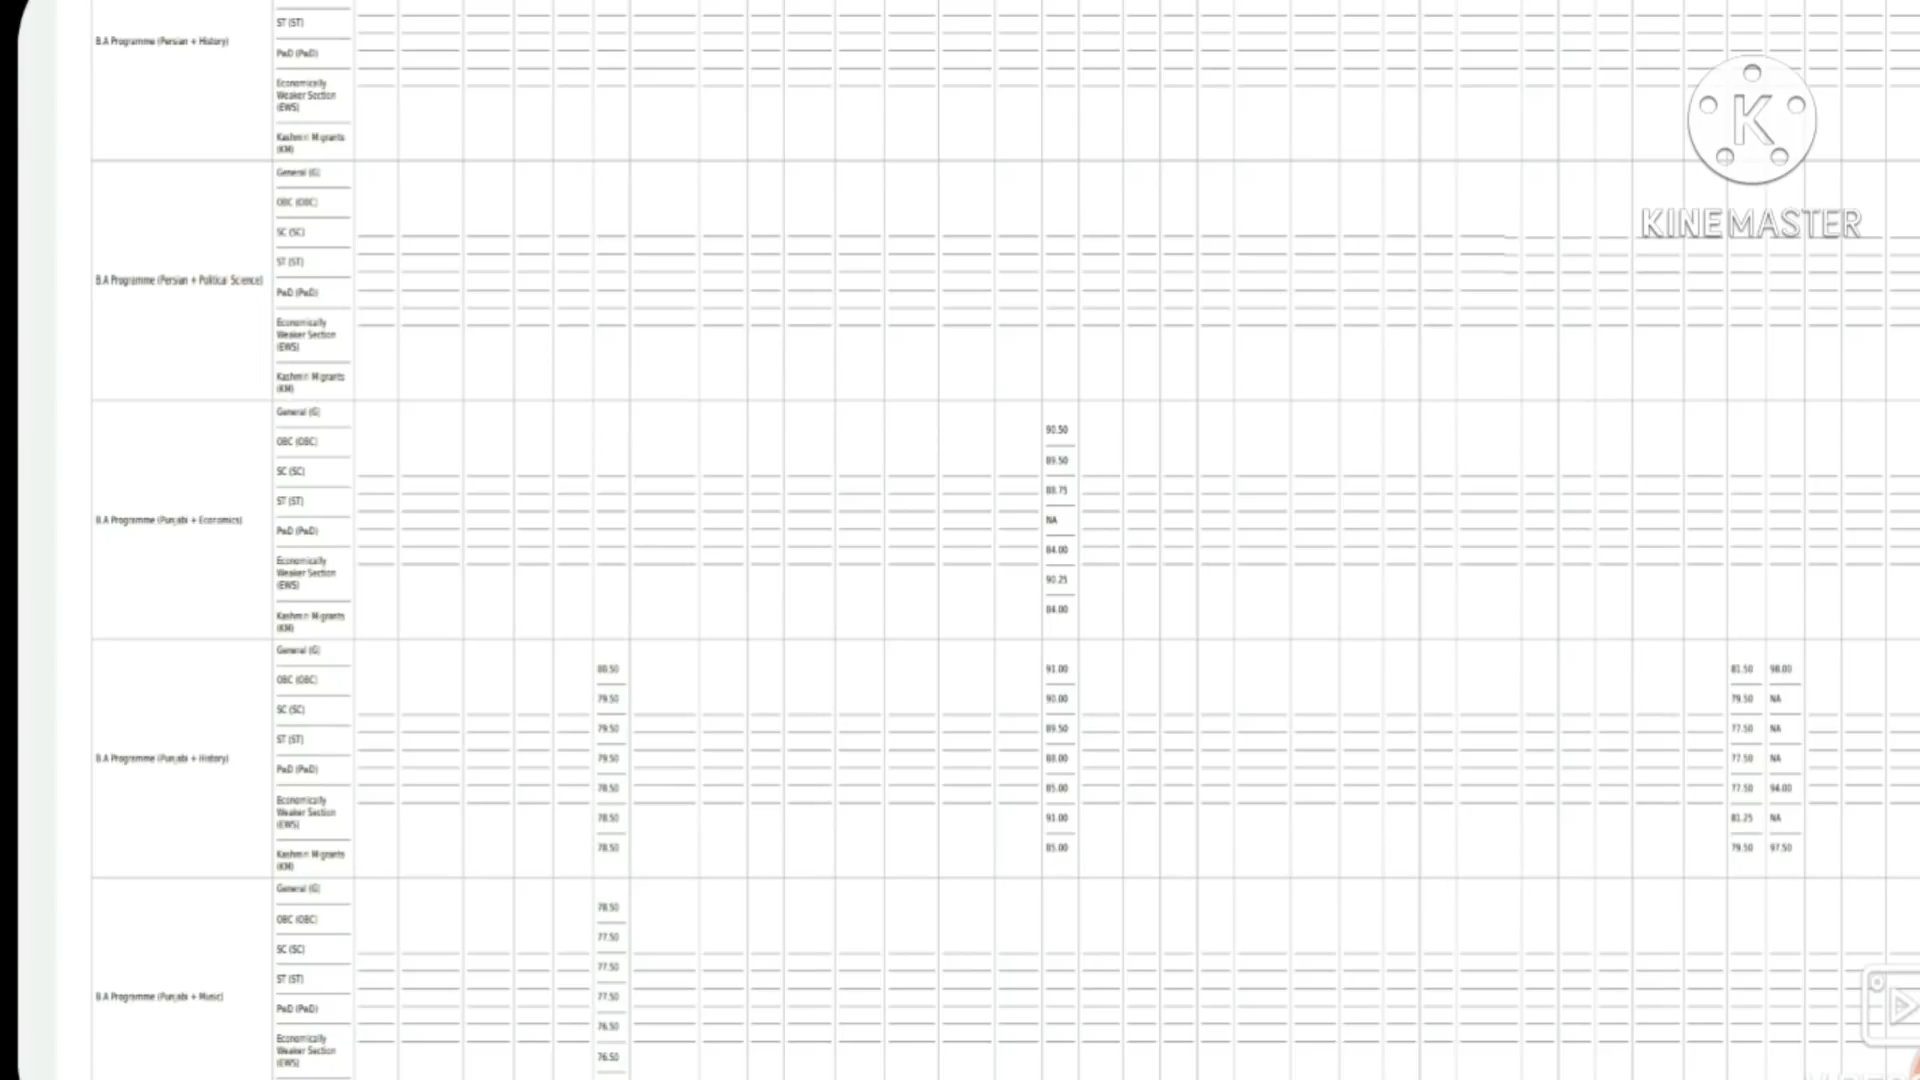 B.A Programme (Persian + History)
ST (ST)
PwD (PwD)
Economically
Weaker Section
(EWS)
Kashmiri Migrants
(KM)
B.A Programme (Persian + Political Science)
General (G)
OBC (OBC)
SC (SC)
ST (ST)
PwD (PwD)
Economically
Weaker Section
(EWS)
Kashmiri Migrants
(KM)
B.A Programme (Punjabi + Economics)
General (G)
OBC (OBC)
SC (SC)
ST (ST)
PwD (PwD)
Economically
Weaker Section
(EWS)
Kashmiri Migrants
(KM)
90.50
89.50
88.75
NA
84.00
90.25
84.00
B.A Programme (Punjabi + History)
General (G)
OBC (OBC)
SC (SC)
ST (ST)
PwD (PwD)
Economically
Weaker Section
(EWS)
Kashmiri Migrants
(KM)
80.50
79.50
79.50
79.50
78.50
78.50
78.50
91.00
90.00
89.50
88.00
85.00
91.00
85.00
81.50 98.00
79.50 NA
77.50 NA
77.50 NA
77.50 94.00
81.25 NA
79.50 97.50
B.A Programme (Punjabi + Music)
General (G)
OBC (OBC)
SC (SC)
ST (ST)
PwD (PwD)
Economically
Weaker Section
(EWS)
78.50
77.50
77.50
77.50
76.50
76.50
K
KINEMASTER